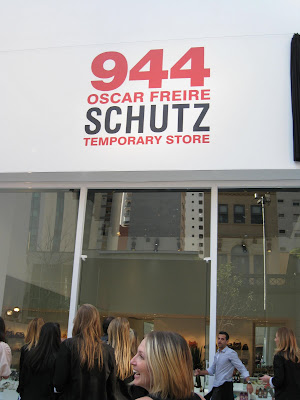 944
OSCAR FREIRE
SCHUTZ
TEMPORARY STORE